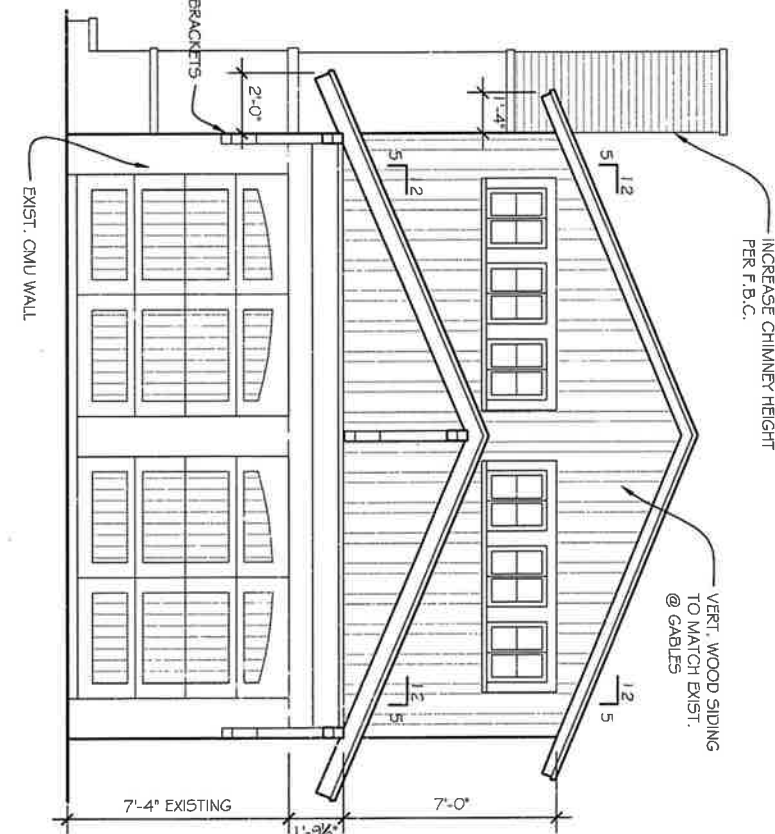 INCREASE CHIMNEY HEIGHT
PER F.B.C.
VERT. WOOD SIDING
TO MATCH EXIST.
@ GABLES
12
5
12
5
1'-4"
2'-0"
2
5
12
5
BRACKETS
EXIST. CMU WALL
7'-4" EXISTING
7'-0"